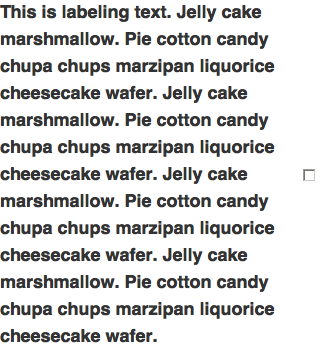 This is labeling text. Jelly cake
marshmallow. Pie cotton candy
chupa chups marzipan liquorice
cheesecake wafer. Jelly cake
marshmallow. Pie cotton candy
chupa chups marzipan liquorice
cheesecake wafer. Jelly cake
marshmallow. Pie cotton candy
chupa chups marzipan liquorice
cheesecake wafer. Jelly cake
marshmallow. Pie cotton candy
chupa chups marzipan liquorice
cheesecake wafer.